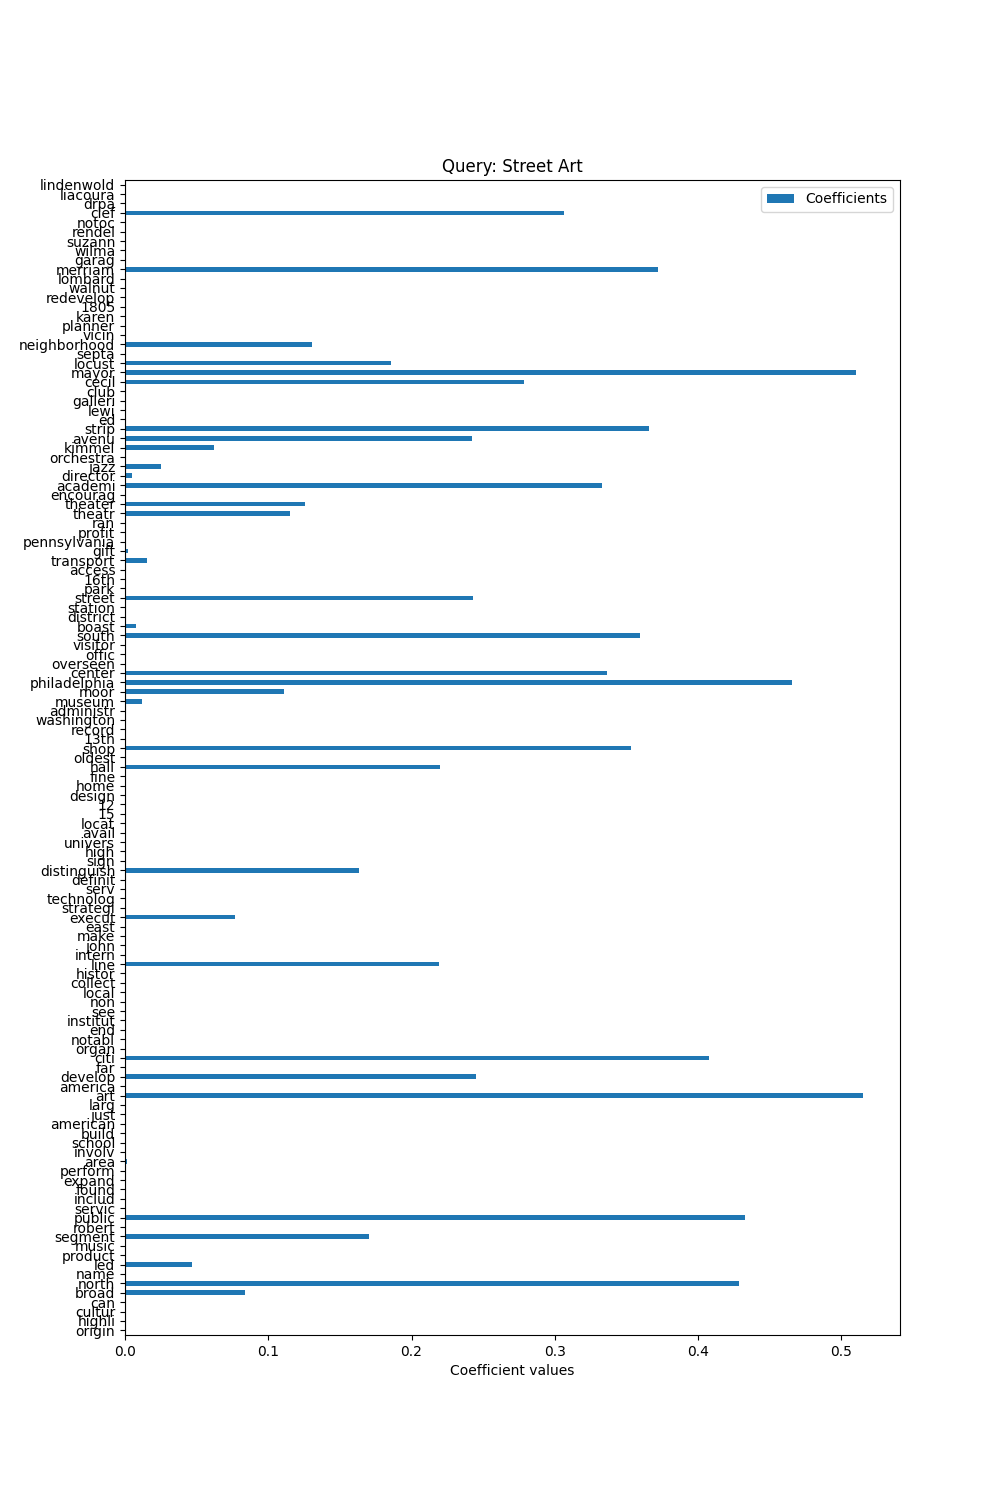 Query: Street Art
Coefficients
lindenwold
liacoura
drpa
clef
notoc
rendel
suzann
wilma
garag
merriam
lombard
walnut
redevelop
1805
karen
planner
vicin
neighborhood
septa
locust
mayor
cecil
club
galleri
lewi
ed
strip
avenu
kimmel
orchestra
jazz
director
academi
encourag
theater
theatr
ran
profit
pennsylvania
gift
transport
access
16th
park
street
station
district
boast
south
visitor
offic
overseen
center
philadelphia
moor
museum
administr
washington
record
13th
shop
oldest
hall
fine
home
design
12
15
locat
avail
univers
high
sign
distinguish
definit
serv
technolog
strategi
execut
east
make
john
intern
line
histor
collect
local
non
see
institut
end
notabl
organ
citi
far
develop
america
art
larg
just
american
build
school
involv
area
perform
expand
found
includ
servic
public
robert
segment
music
product
led
name
north
broad
can
cultur
highli
origin
0.0 0.1 0.2 0.3 0.4 0.5
Coefficient values